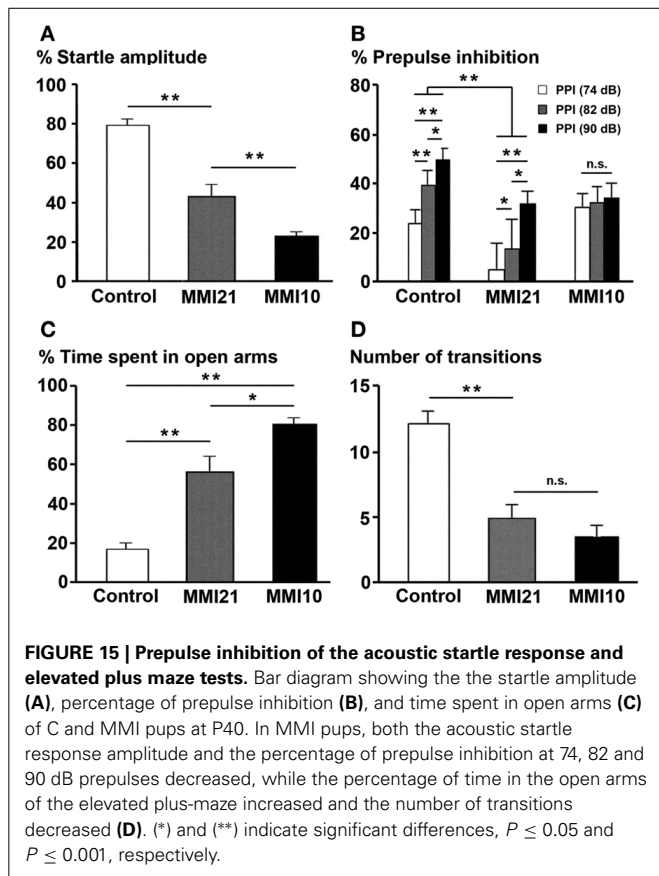 A
% Startle amplitude
100
80
60
40
20
0
**
**
Control MMI21 MMI10
B
% Prepulse inhibition
80
60
40
20
0
**
PPI (74 dB)
PPI (82 dB)
PPI (90 dB)
**
*
**
**
*
*
n.s.
Control MMI21 MMI10
C
% Time spent in open arms
100
80
60
40
20
0
**
*
**
Control MMI21 MMI10
D
Number of transitions
15
10
5
0
**
n.s.
Control MMI21 MMI10
FIGURE 15 | Prepulse inhibition of the acoustic startle response and
elevated plus maze tests. Bar diagram showing the the startle amplitude
(A), percentage of prepulse inhibition (B), and time spent in open arms (C)
of C and MMI pups at P40. In MMI pups, both the acoustic startle
response amplitude and the percentage of prepulse inhibition at 74, 82 and
90 dB prepulses decreased, while the percentage of time in the open arms
of the elevated plus-maze increased and the number of transitions
decreased (D). (*) and (**) indicate significant differences, P ≤ 0.05 and
P ≤ 0.001, respectively.